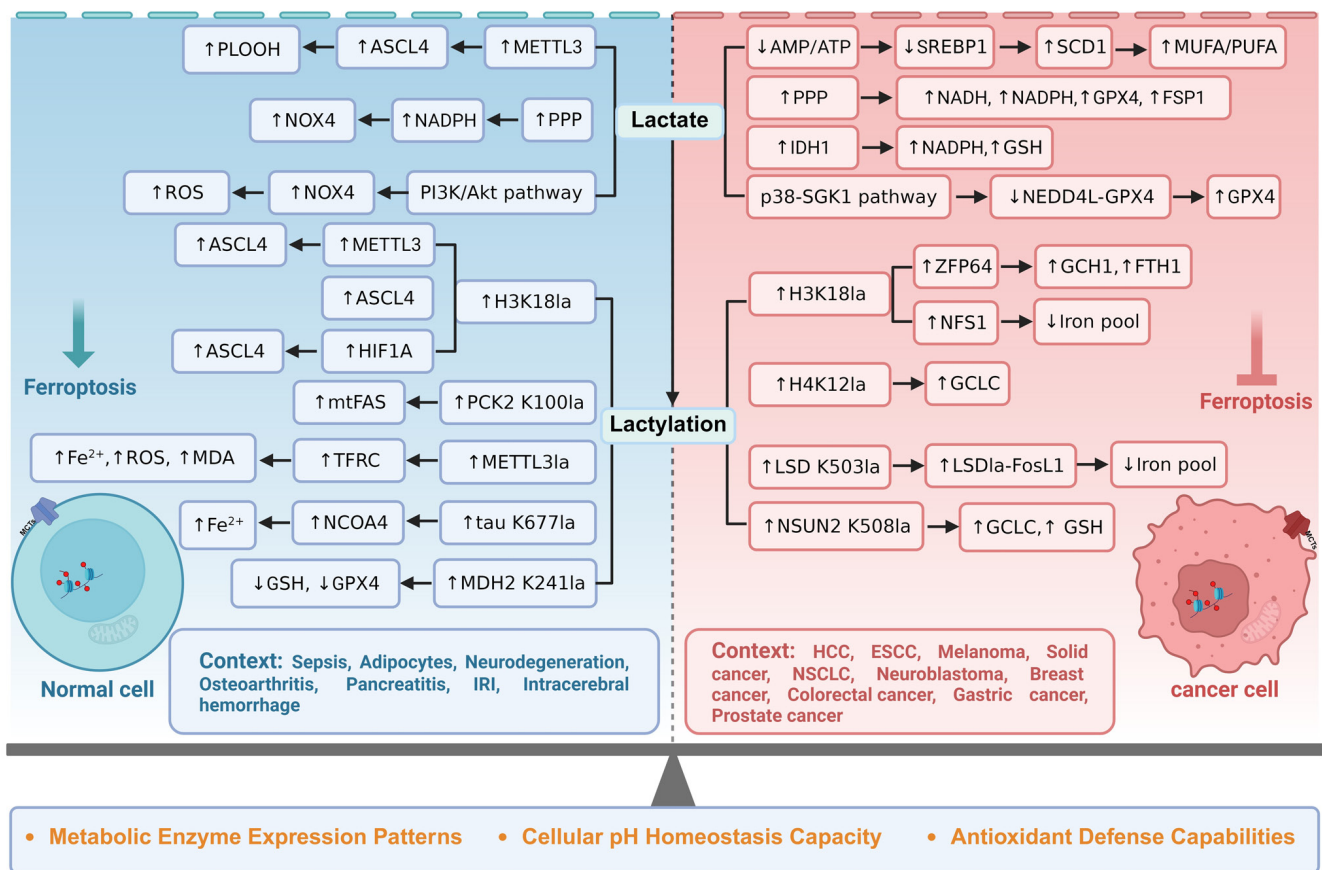 ↑PLOOH
↑ASCL4
↑METTL3
↑NOX4
↑NADPH
↑PPP
↑ROS
↑NOX4
PI3K/Akt pathway
↑ASCL4
↑METTL3
↑ASCL4
↑H3K18la
↑ASCL4
↑HIF1A
↑mtFAS
↑PCK2 K100la
↑Fe²⁺,↑ROS, ↑MDA
↑TFRC
↑METTL3la
↑Fe²⁺
↑NCOA4
↑tau K677la
↓GSH, ↓GPX4
↑MDH2 K241la
Ferroptosis
MCTs
Normal cell
Context: Sepsis, Adipocytes, Neurodegeneration,
Osteoarthritis, Pancreatitis, IRI, Intracerebral
hemorrhage
Lactate
Lactylation
↓AMP/ATP
↓SREBP1
↑SCD1
↑MUFA/PUFA
↑PPP
↑NADH, ↑NADPH,↑GPX4, ↑FSP1
↑IDH1
↑NADPH,↑GSH
p38-SGK1 pathway
↓NEDD4L-GPX4
↑GPX4
↑H3K18la
↑ZFP64
↑GCH1,↑FTH1
↑NFS1
↓Iron pool
↑H4K12la
↑GCLC
↑LSD K503la
↑LSDla-FosL1
↓Iron pool
↑NSUN2 K508la
↑GCLC,↑ GSH
Ferroptosis
MCTs
cancer cell
Context: HCC, ESCC, Melanoma, Solid
cancer, NSCLC, Neuroblastoma, Breast
cancer, Colorectal cancer, Gastric cancer,
Prostate cancer
• Metabolic Enzyme Expression Patterns
• Cellular pH Homeostasis Capacity
• Antioxidant Defense Capabilities